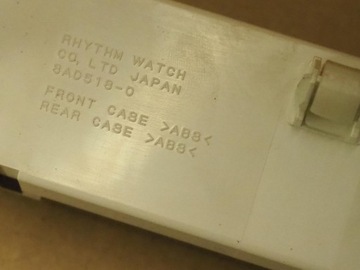 RHYTHM WATCH
CO, LTD JAPAN
8AD518-0
FRONT CASE >ABS<
REAR CASE >ABS<